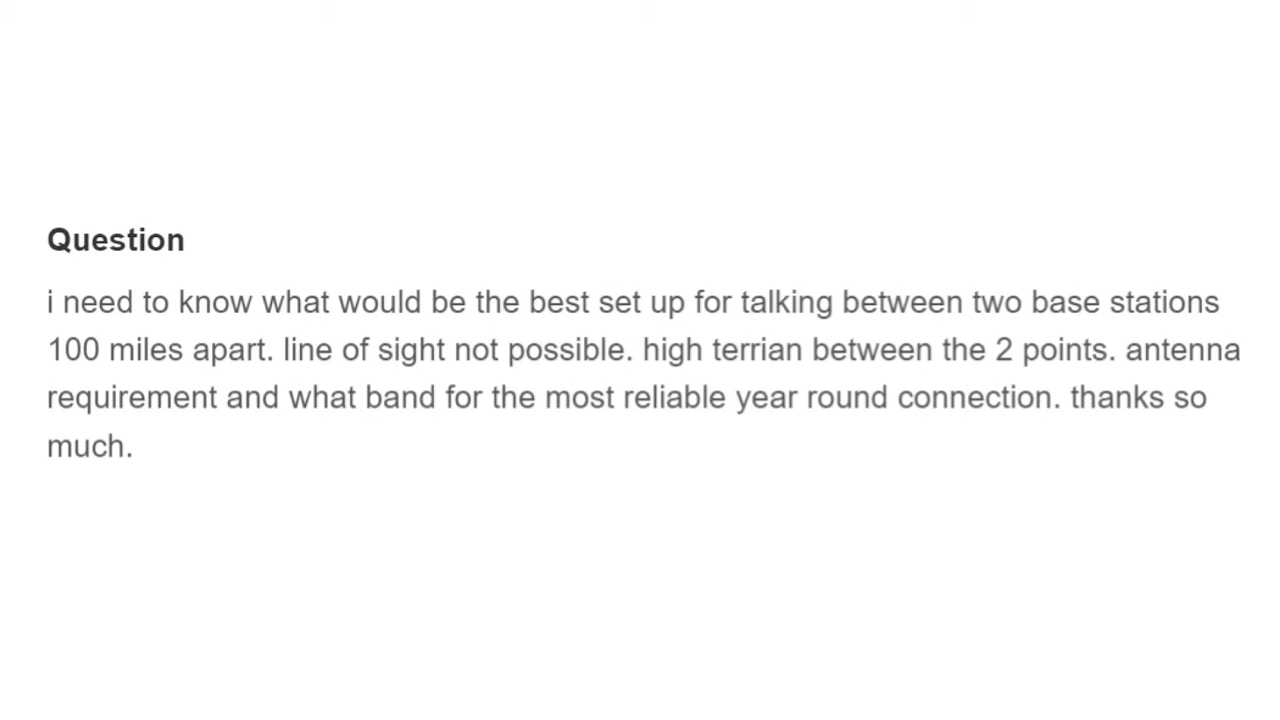 Question
i need to know what would be the best set up for talking between two base stations
100 miles apart. line of sight not possible. high terrian between the 2 points. antenna
requirement and what band for the most reliable year round connection. thanks so
much.